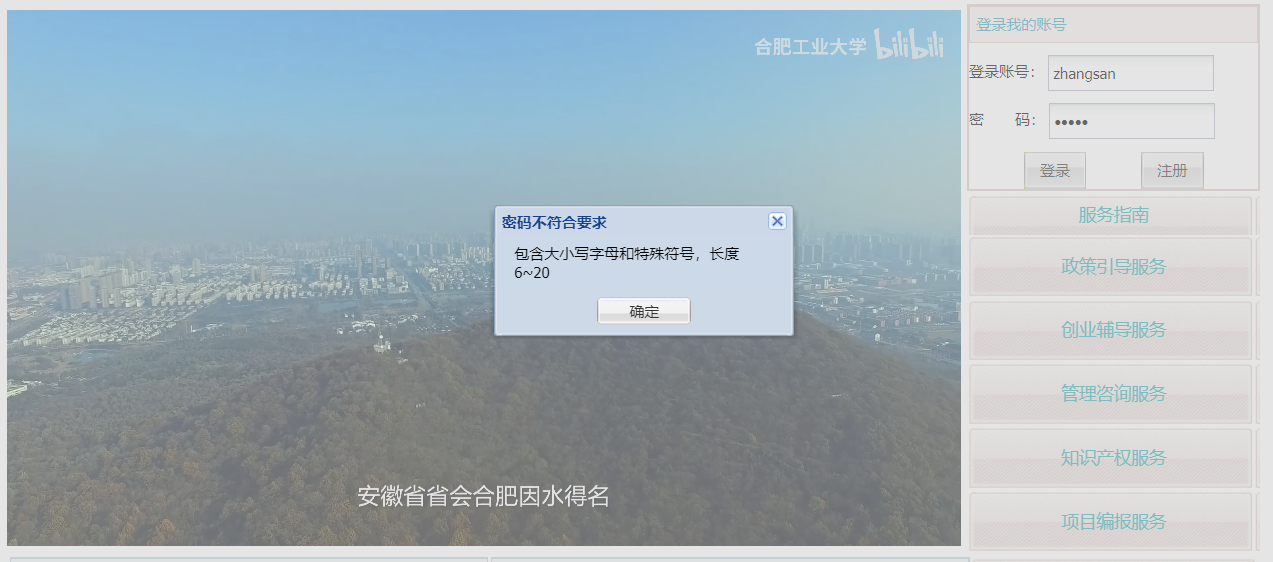 合肥工业大学 bilibili
登录我的账号
登录账号：
zhangsan
密 码：
•••••
登录
注册
密码不符合要求
包含大小写字母和特殊符号，长度
6~20
确定
服务指南
政策引导服务
创业辅导服务
管理咨询服务
知识产权服务
项目编报服务
安徽省省会合肥因水得名